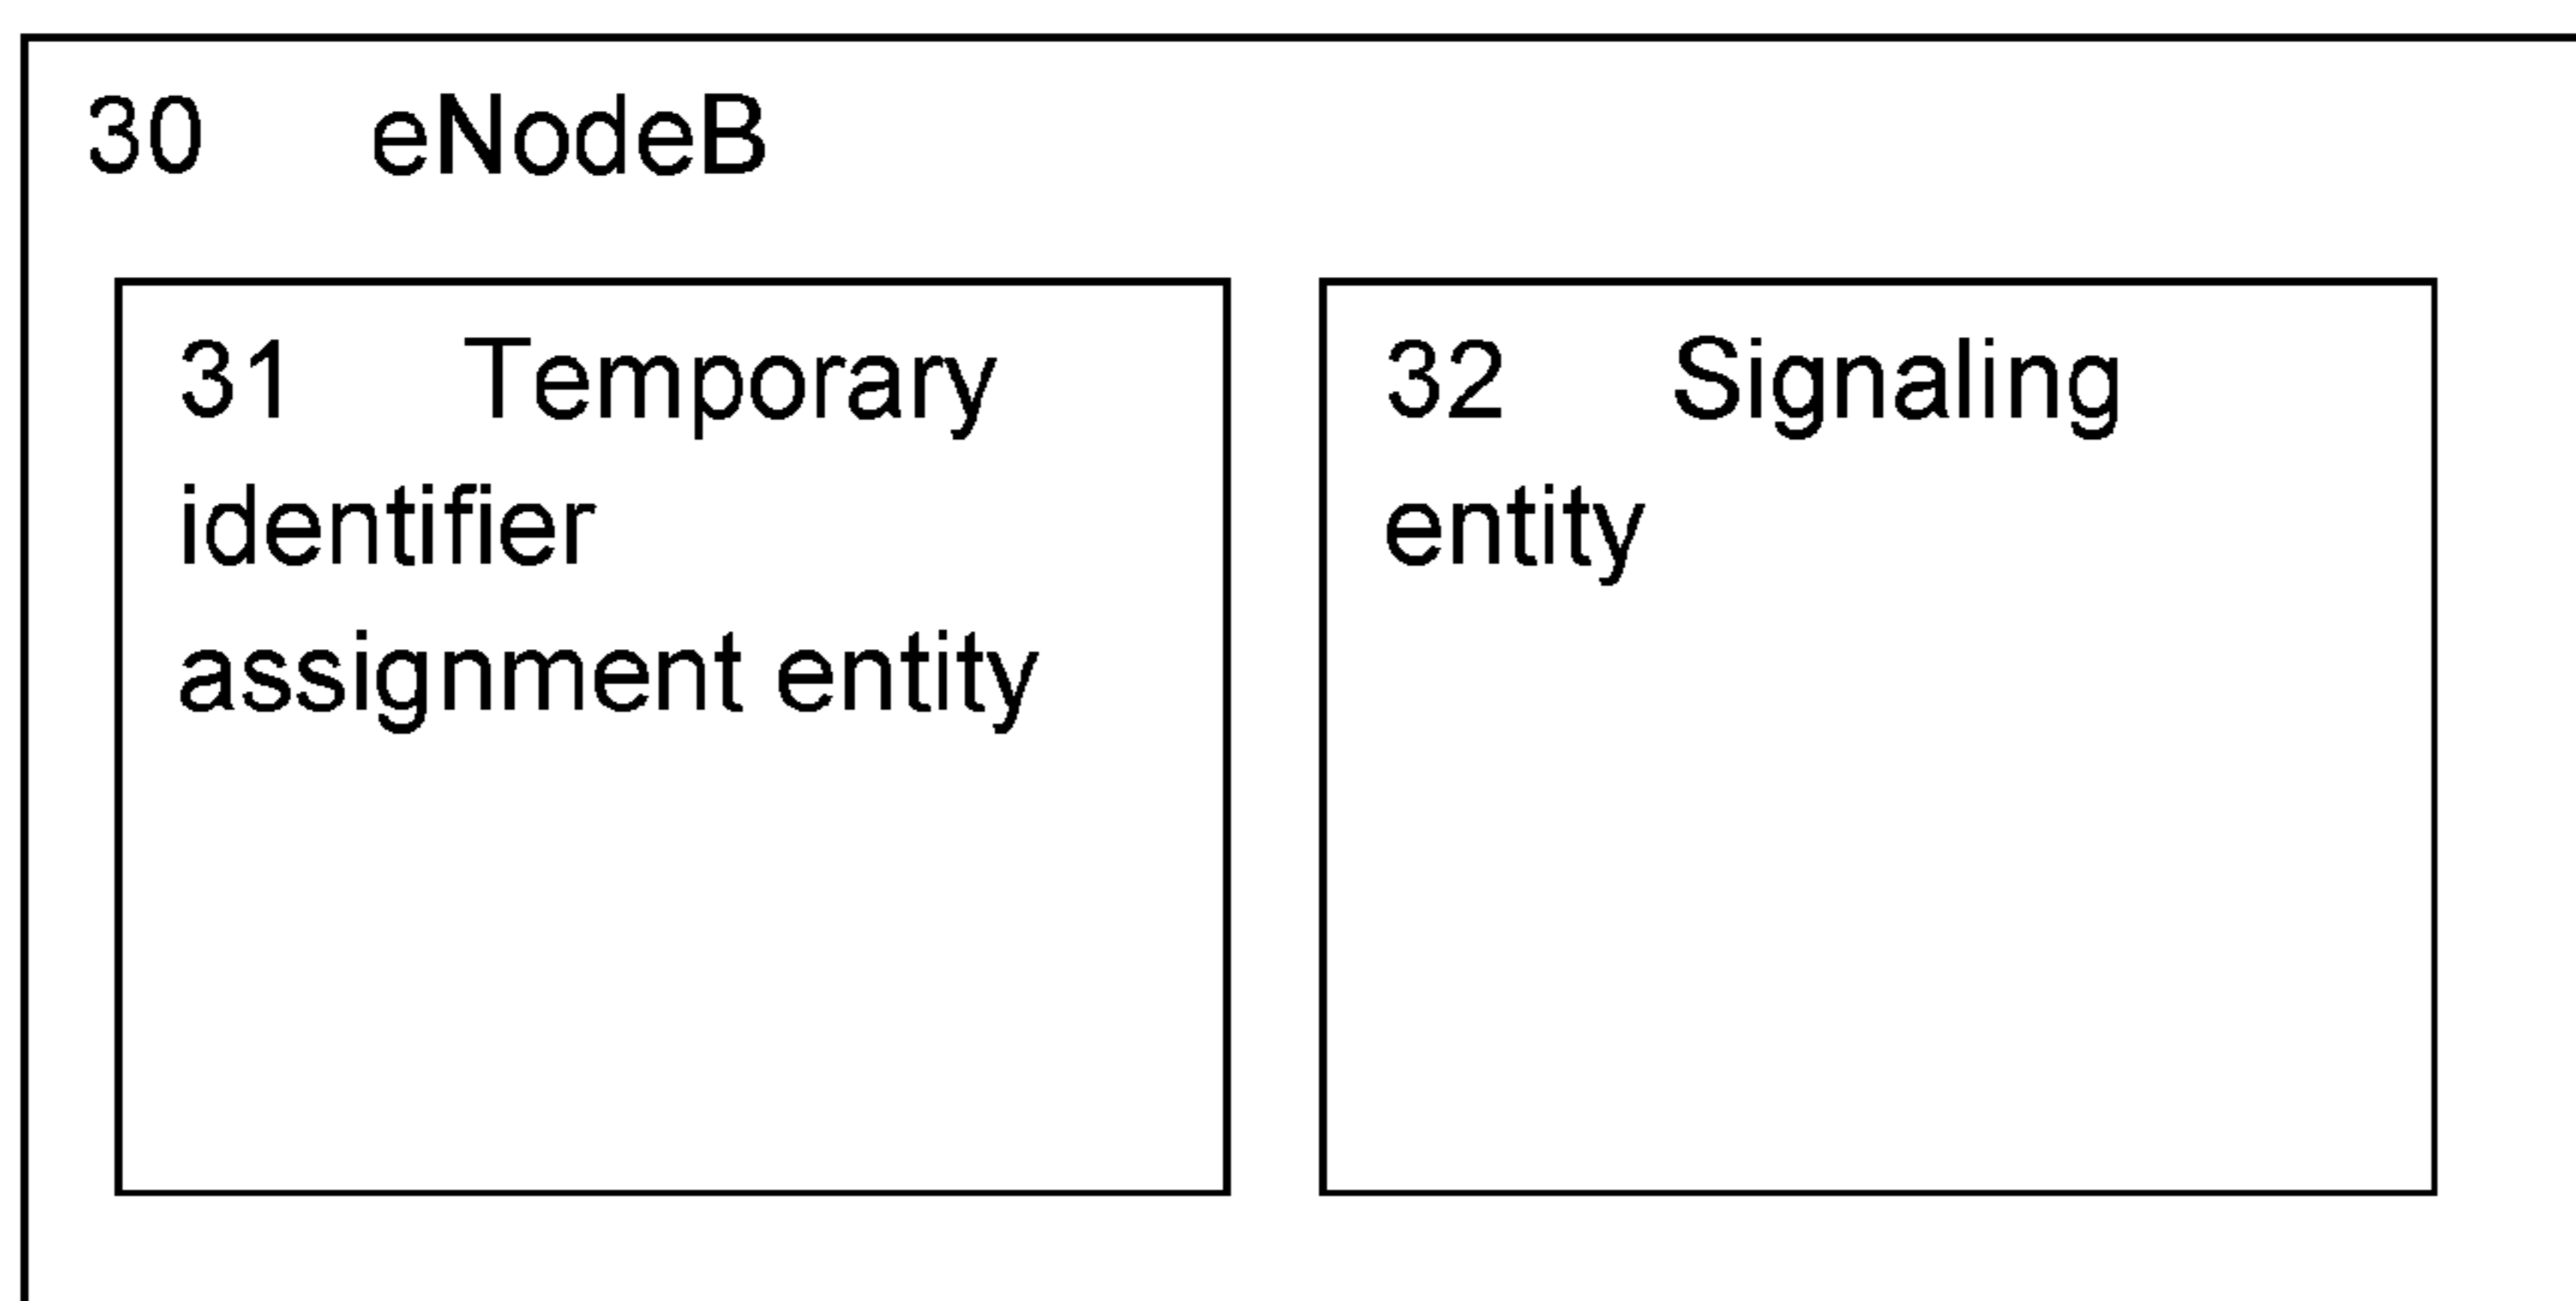 30 eNodeB
31 Temporary
identifier
assignment entity
32 Signaling
entity